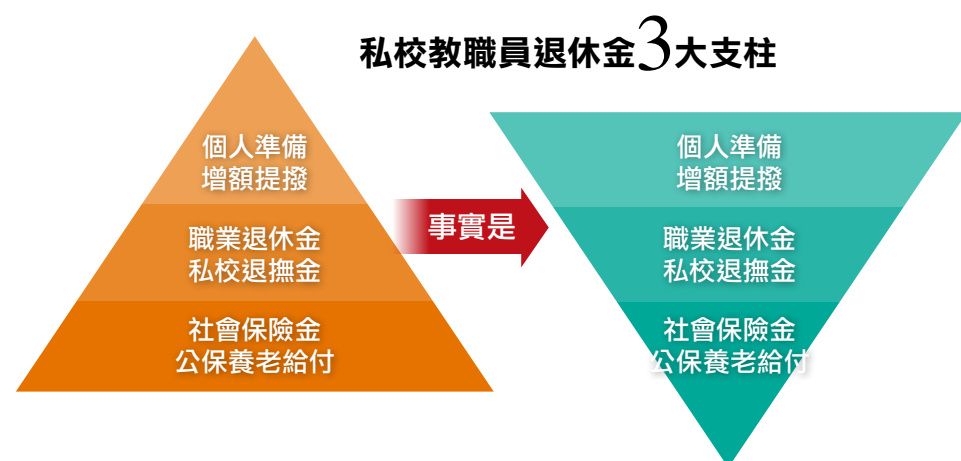 私校教職員退休金3大支柱
個人準備
增額提撥
職業退休金
私校退撫金
社會保險金
公保養老給付
事實是
個人準備
增額提撥
職業退休金
私校退撫金
社會保險金
公保養老給付